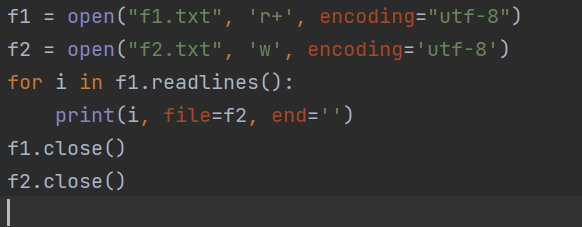 f1 = open("f1.txt", 'r+', encoding="utf-8")
f2 = open("f2.txt", 'w', encoding='utf-8')
for i in f1.readlines():
    print(i, file=f2, end='')
f1.close()
f2.close()